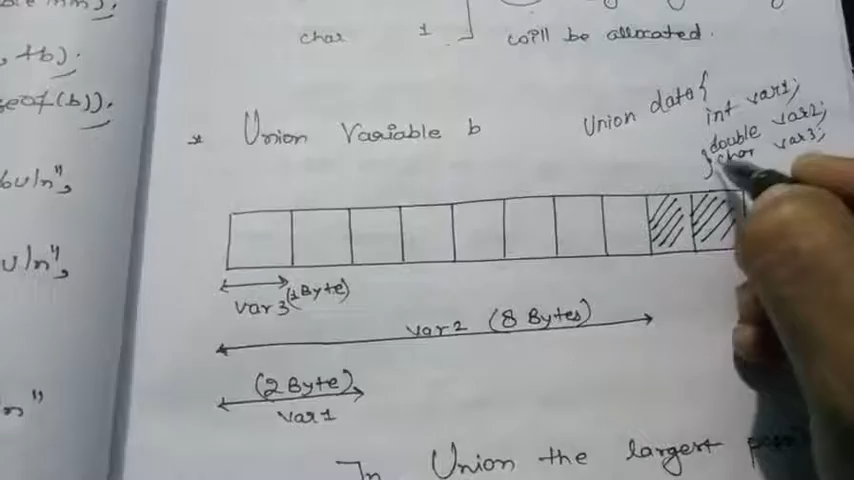 char 1
will be allocated.
, &b).
zeof(b)).
* Union Variable b
Union data{
int var1;
double var2;
char var3;
}
%u\n",
u\n",
var3 (1 Byte)
var2 (8 Bytes)
(2 Byte)
var1
\n"
In Union the largest